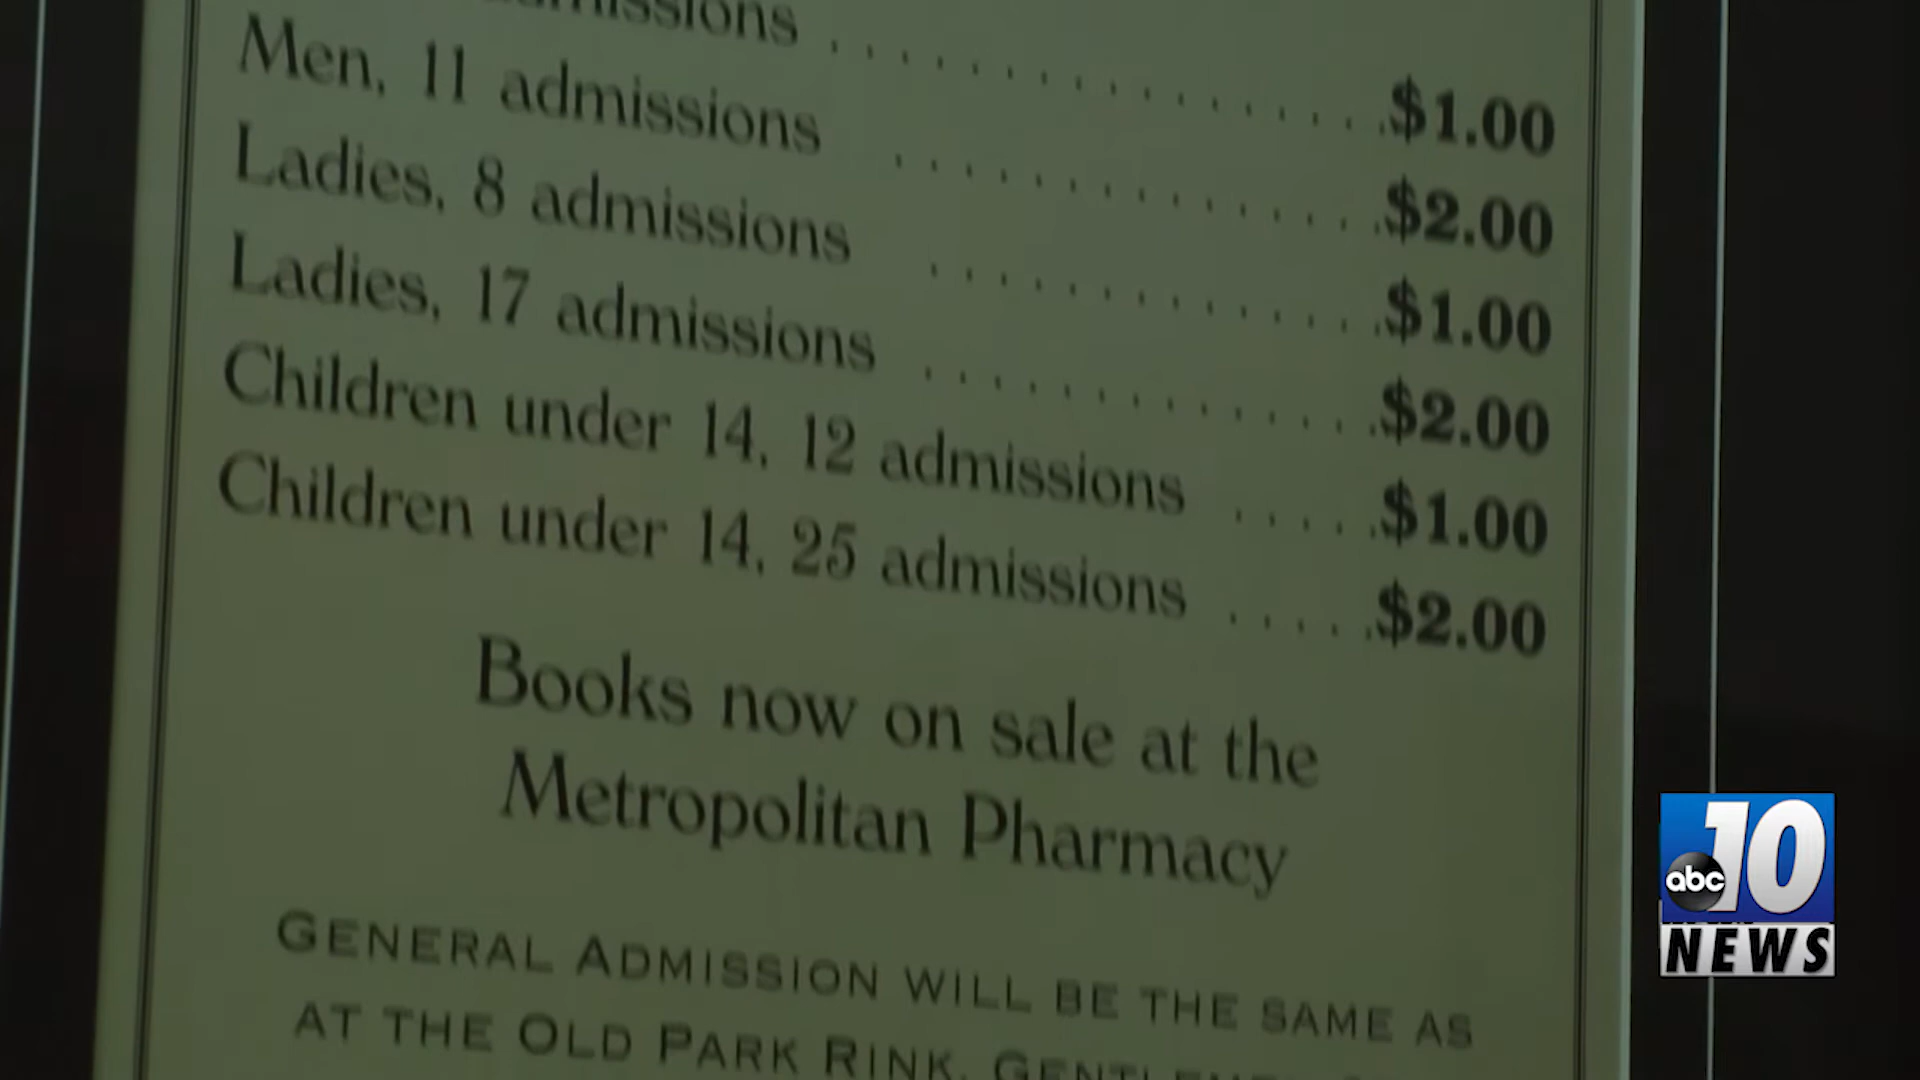 admissions . . . . . . . . . . . . . . . . . $1.00
Men, 11 admissions . . . . . . . . . . . . . . . $2.00
Ladies, 8 admissions . . . . . . . . . . . . . . $1.00
Ladies, 17 admissions . . . . . . . . . . . . . . $2.00
Children under 14, 12 admissions . . . . . $1.00
Children under 14, 25 admissions . . . . . $2.00
Books now on sale at the
Metropolitan Pharmacy
GENERAL ADMISSION WILL BE THE SAME AS
AT THE OLD PARK RINK.
abc 10
NEWS